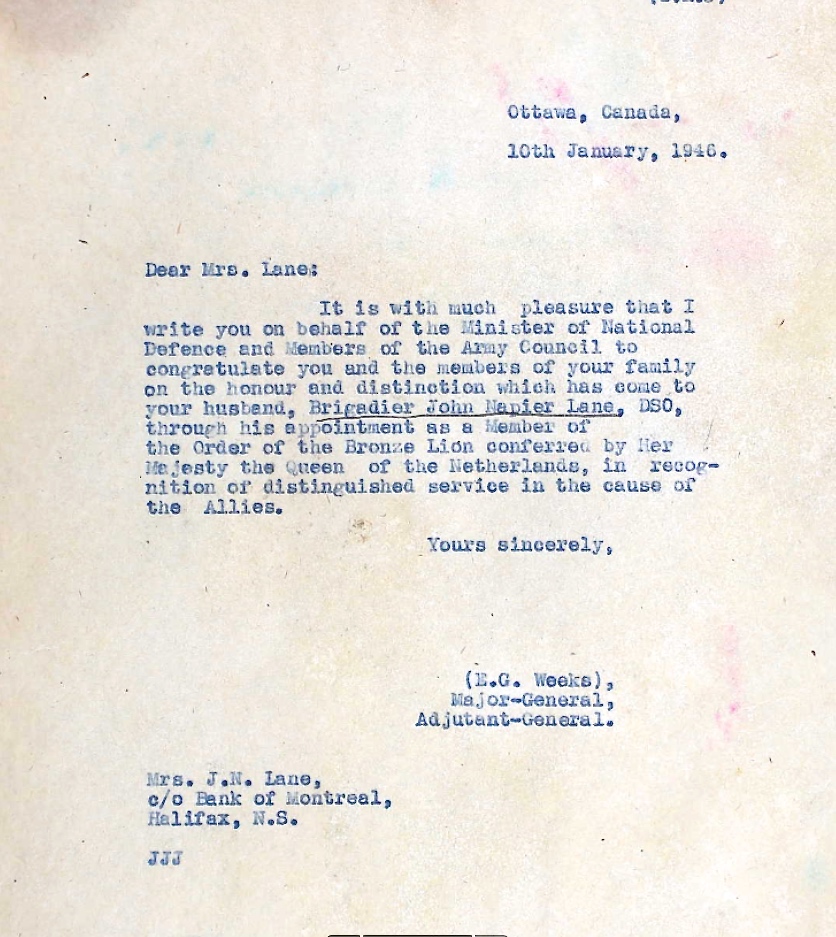 Ottawa, Canada,
10th January, 1946.
Dear Mrs. Lane:
It is with much pleasure that I
write you on behalf of the Minister of National
Defence and Members of the Army Council to
congratulate you and the members of your family
on the honour and distinction which has come to
your husband, Brigadier John Napier Lane, DSO,
through his appointment as a Member of
the Order of the Bronze Lion conferred by Her
Majesty the Queen of the Netherlands, in recog-
nition of distinguished service in the cause of
the Allies.
Yours sincerely,
(E.G. Weeks),
Major-General,
Adjutant-General.
Mrs. J.N. Lane,
c/o Bank of Montreal,
Halifax, N.S.
JJJ